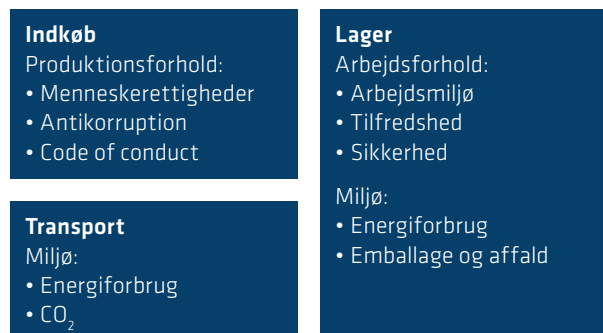 Indkøb
Produktionsforhold:
• Menneskerettigheder
• Antikorruption
• Code of conduct
Transport
Miljø:
• Energiforbrug
• CO₂
Lager
Arbejdsforhold:
• Arbejdsmiljø
• Tilfredshed
• Sikkerhed
Miljø:
• Energiforbrug
• Emballage og affald